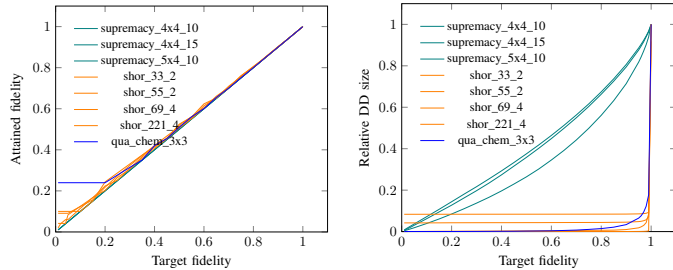 Attained fidelity
1
0.8
0.6
0.4
0.2
0
supremacy_4x4_10
supremacy_4x4_15
supremacy_5x4_10
shor_33_2
shor_55_2
shor_69_4
shor_221_4
qua_chem_3x3
0 0.2 0.4 0.6 0.8 1
Target fidelity
Relative DD size
1
0.8
0.6
0.4
0.2
0
supremacy_4x4_10
supremacy_4x4_15
supremacy_5x4_10
shor_33_2
shor_55_2
shor_69_4
shor_221_4
qua_chem_3x3
0 0.2 0.4 0.6 0.8 1
Target fidelity